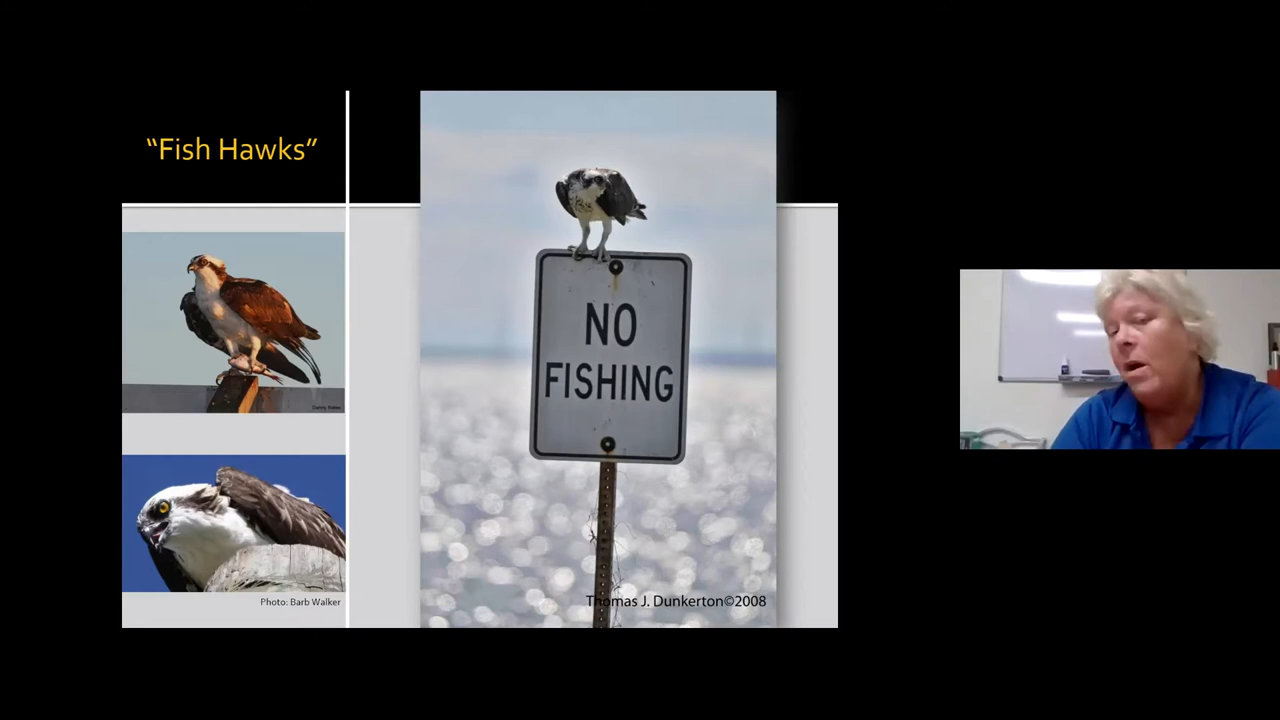 “Fish Hawks”
NO
FISHING
Photo: Barb Walker
Thomas J. Dunkerton©2008